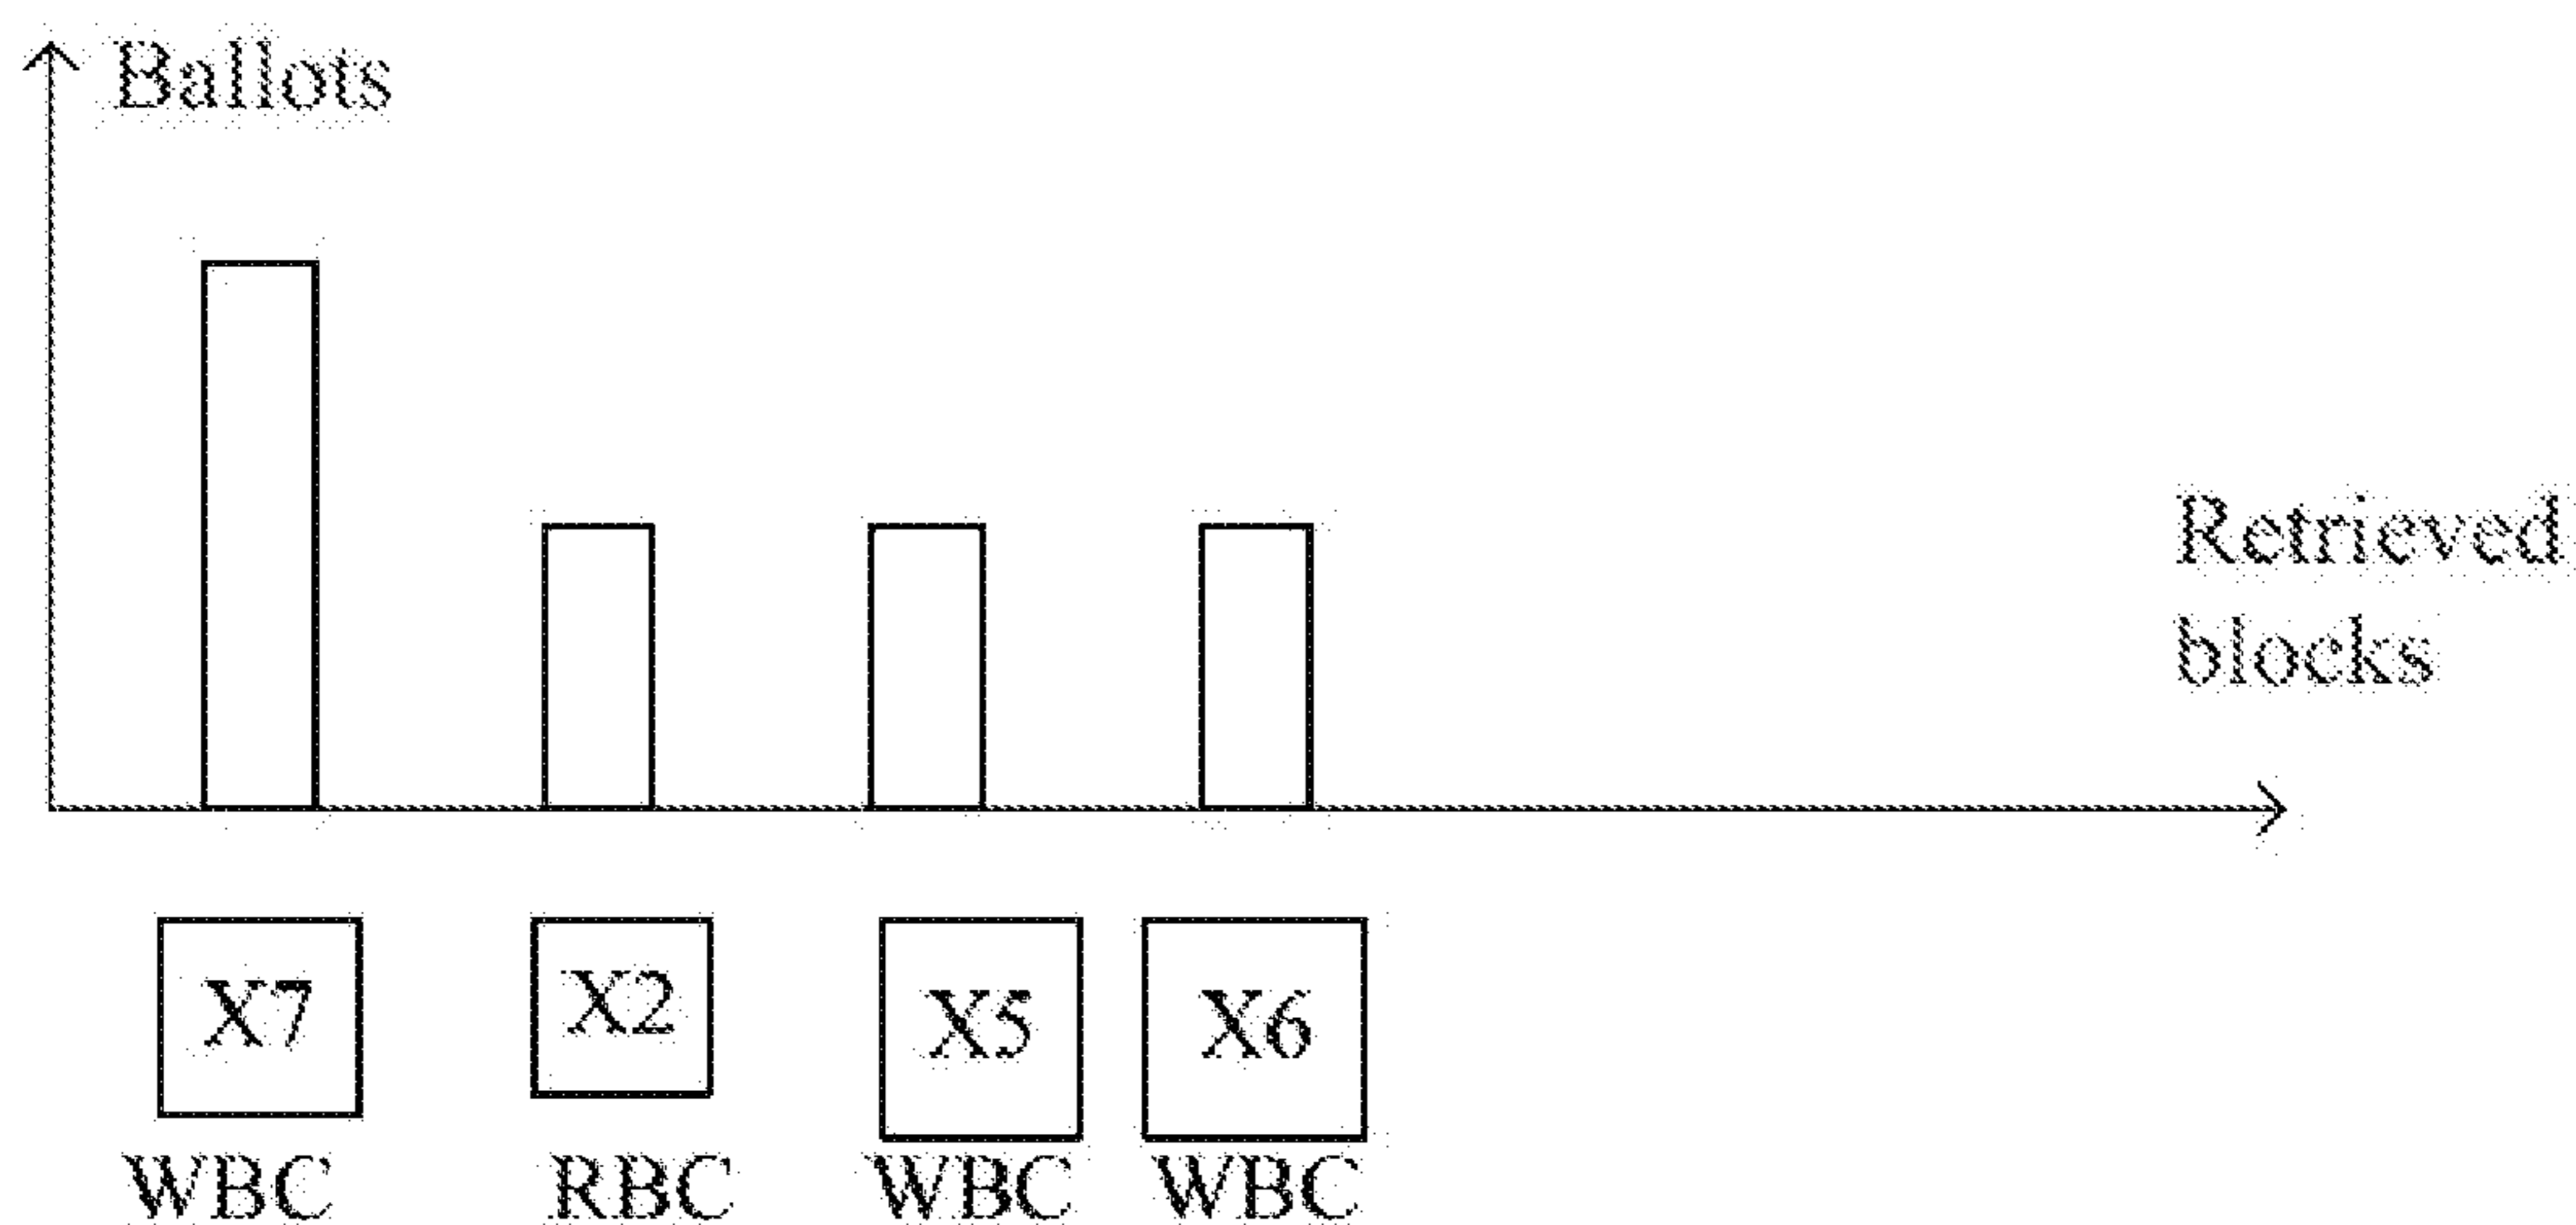 Ballots
Retrieved
blocks
X7 X2 X5 X6
WBC RBC WBC WBC